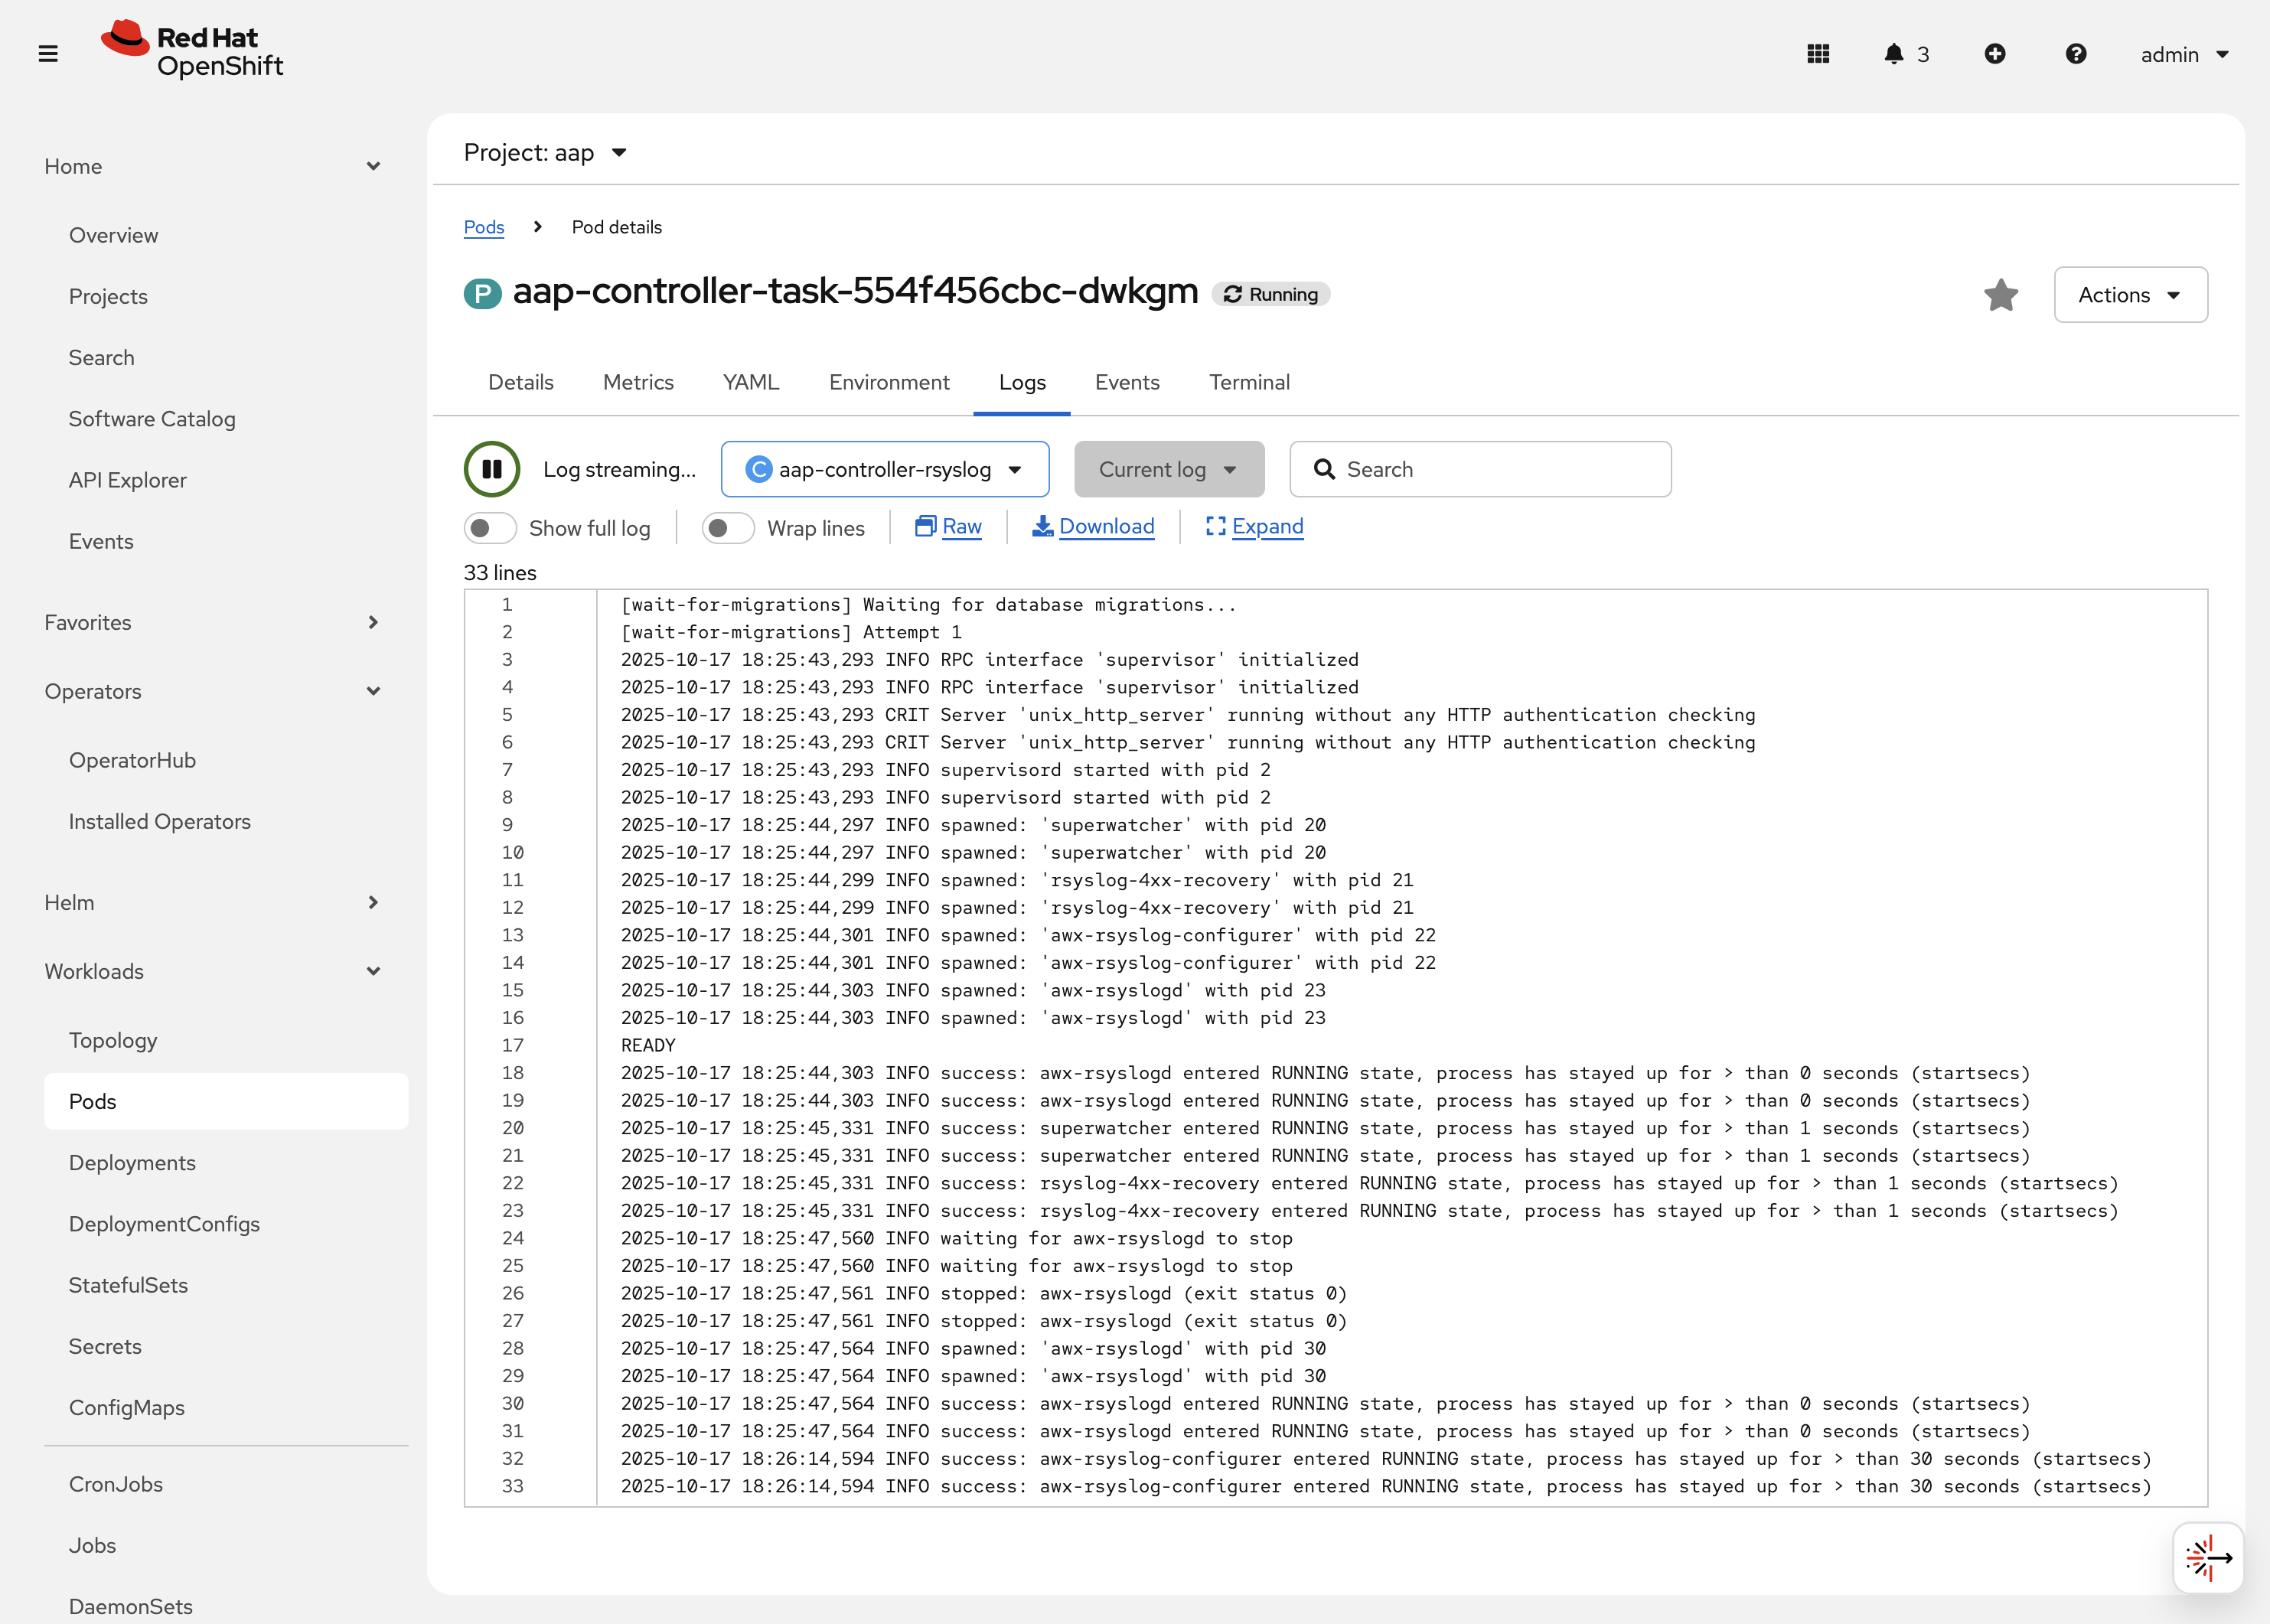 Red Hat
OpenShift
3
admin
Home
Overview
Projects
Search
Software Catalog
API Explorer
Events
Favorites
Operators
OperatorHub
Installed Operators
Helm
Workloads
Topology
Pods
Deployments
DeploymentConfigs
StatefulSets
Secrets
ConfigMaps
CronJobs
Jobs
DaemonSets
Project: aap
Pods Pod details
P aap-controller-task-554f456cbc-dwkgm Running
Actions
Details Metrics YAML Environment Logs Events Terminal
Log streaming... C aap-controller-rsyslog Current log Search
Show full log Wrap lines Raw Download Expand
33 lines
1 [wait-for-migrations] Waiting for database migrations...
2 [wait-for-migrations] Attempt 1
3 2025-10-17 18:25:43,293 INFO RPC interface 'supervisor' initialized
4 2025-10-17 18:25:43,293 INFO RPC interface 'supervisor' initialized
5 2025-10-17 18:25:43,293 CRIT Server 'unix_http_server' running without any HTTP authentication checking
6 2025-10-17 18:25:43,293 CRIT Server 'unix_http_server' running without any HTTP authentication checking
7 2025-10-17 18:25:43,293 INFO supervisord started with pid 2
8 2025-10-17 18:25:43,293 INFO supervisord started with pid 2
9 2025-10-17 18:25:44,297 INFO spawned: 'superwatcher' with pid 20
10 2025-10-17 18:25:44,297 INFO spawned: 'superwatcher' with pid 20
11 2025-10-17 18:25:44,299 INFO spawned: 'rsyslog-4xx-recovery' with pid 21
12 2025-10-17 18:25:44,299 INFO spawned: 'rsyslog-4xx-recovery' with pid 21
13 2025-10-17 18:25:44,301 INFO spawned: 'awx-rsyslog-configurer' with pid 22
14 2025-10-17 18:25:44,301 INFO spawned: 'awx-rsyslog-configurer' with pid 22
15 2025-10-17 18:25:44,303 INFO spawned: 'awx-rsyslogd' with pid 23
16 2025-10-17 18:25:44,303 INFO spawned: 'awx-rsyslogd' with pid 23
17 READY
18 2025-10-17 18:25:44,303 INFO success: awx-rsyslogd entered RUNNING state, process has stayed up for > than 0 seconds (startsecs)
19 2025-10-17 18:25:44,303 INFO success: awx-rsyslogd entered RUNNING state, process has stayed up for > than 0 seconds (startsecs)
20 2025-10-17 18:25:45,331 INFO success: superwatcher entered RUNNING state, process has stayed up for > than 1 seconds (startsecs)
21 2025-10-17 18:25:45,331 INFO success: superwatcher entered RUNNING state, process has stayed up for > than 1 seconds (startsecs)
22 2025-10-17 18:25:45,331 INFO success: rsyslog-4xx-recovery entered RUNNING state, process has stayed up for > than 1 seconds (startsecs)
23 2025-10-17 18:25:45,331 INFO success: rsyslog-4xx-recovery entered RUNNING state, process has stayed up for > than 1 seconds (startsecs)
24 2025-10-17 18:25:47,560 INFO waiting for awx-rsyslogd to stop
25 2025-10-17 18:25:47,560 INFO waiting for awx-rsyslogd to stop
26 2025-10-17 18:25:47,561 INFO stopped: awx-rsyslogd (exit status 0)
27 2025-10-17 18:25:47,561 INFO stopped: awx-rsyslogd (exit status 0)
28 2025-10-17 18:25:47,564 INFO spawned: 'awx-rsyslogd' with pid 30
29 2025-10-17 18:25:47,564 INFO spawned: 'awx-rsyslogd' with pid 30
30 2025-10-17 18:25:47,564 INFO success: awx-rsyslogd entered RUNNING state, process has stayed up for > than 0 seconds (startsecs)
31 2025-10-17 18:25:47,564 INFO success: awx-rsyslogd entered RUNNING state, process has stayed up for > than 0 seconds (startsecs)
32 2025-10-17 18:26:14,594 INFO success: awx-rsyslog-configurer entered RUNNING state, process has stayed up for > than 30 seconds (startsecs)
33 2025-10-17 18:26:14,594 INFO success: awx-rsyslog-configurer entered RUNNING state, process has stayed up for > than 30 seconds (startsecs)